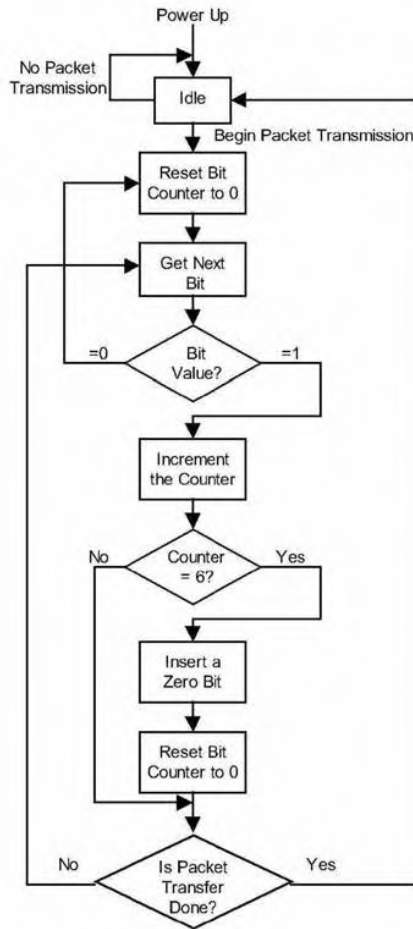 Power Up
No Packet
Transmission
Idle
Begin Packet Transmission
Reset Bit
Counter to 0
Get Next
Bit
=0
Bit
Value?
=1
Increment
the Counter
No
Counter
= 6?
Yes
Insert a
Zero Bit
Reset Bit
Counter to 0
No
Is Packet
Transfer
Done?
Yes